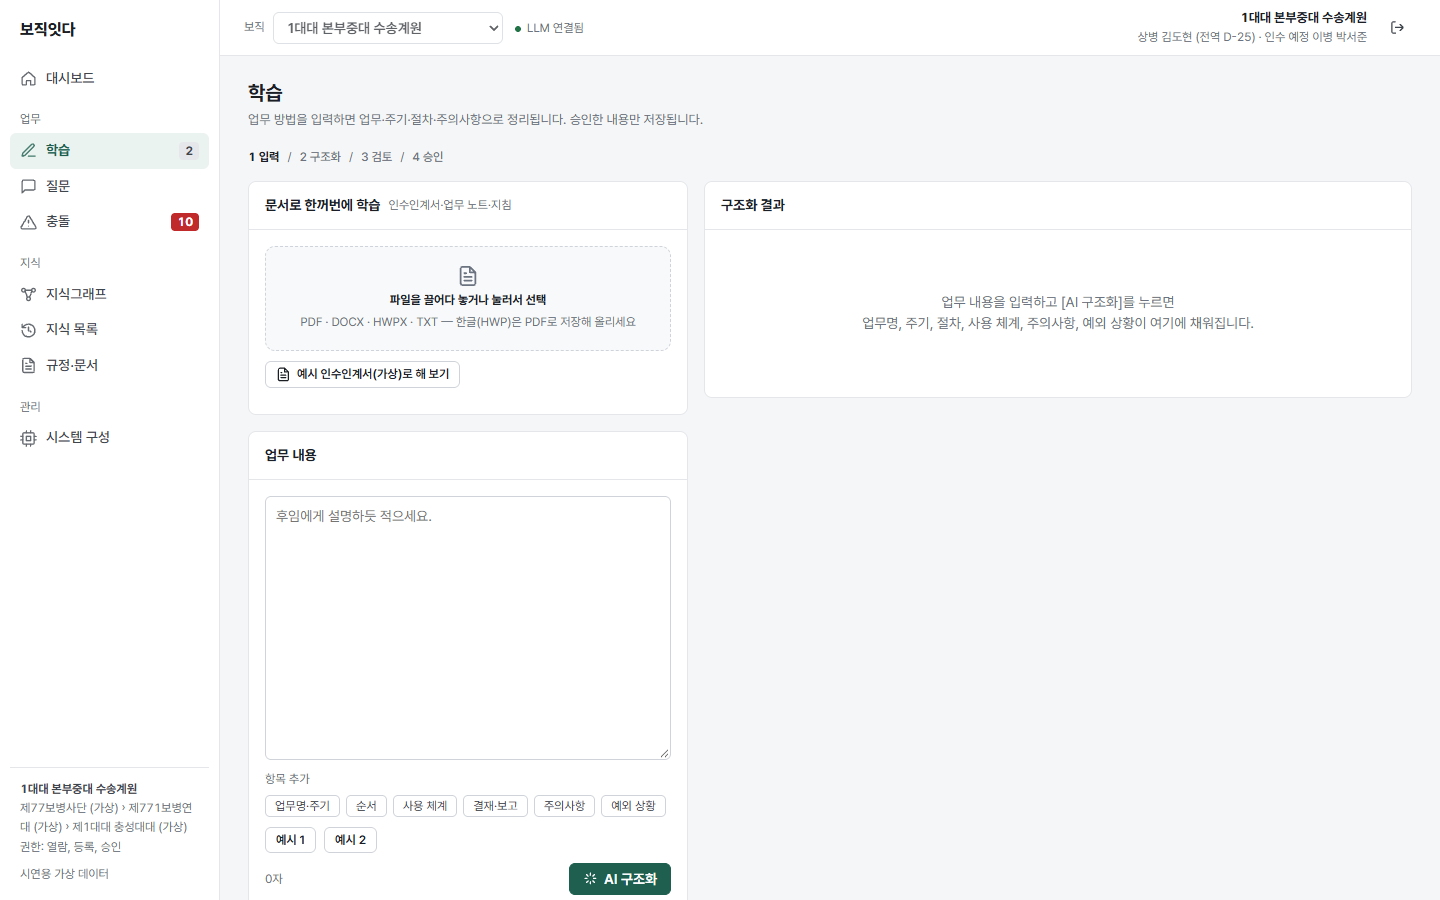 보직잇다
대시보드
업무
학습 2
질문
충돌 10
지식
지식그래프
지식 목록
규정·문서
관리
시스템 구성
1대대 본부중대 수송계원
제77보병사단 (가상) › 제771보병연
대 (가상) › 제1대대 충성대대 (가상)
권한: 열람, 등록, 승인
시연용 가상 데이터
보직 1대대 본부중대 수송계원 LLM 연결됨
1대대 본부중대 수송계원
상병 김도현 (전역 D-25) · 인수 예정 이병 박서준
학습
업무 방법을 입력하면 업무·주기·절차·주의사항으로 정리됩니다. 승인한 내용만 저장됩니다.
1 입력 / 2 구조화 / 3 검토 / 4 승인
문서로 한꺼번에 학습 인수인계서·업무 노트·지침
파일을 끌어다 놓거나 눌러서 선택
PDF · DOCX · HWPX · TXT — 한글(HWP)은 PDF로 저장해 올리세요
예시 인수인계서(가상)로 해 보기
업무 내용
후임에게 설명하듯 적으세요.
항목 추가
업무명·주기 순서 사용 체계 결재·보고 주의사항 예외 상황
예시 1 예시 2
0자 AI 구조화
구조화 결과
업무 내용을 입력하고 [AI 구조화]를 누르면
업무명, 주기, 절차, 사용 체계, 주의사항, 예외 상황이 여기에 채워집니다.